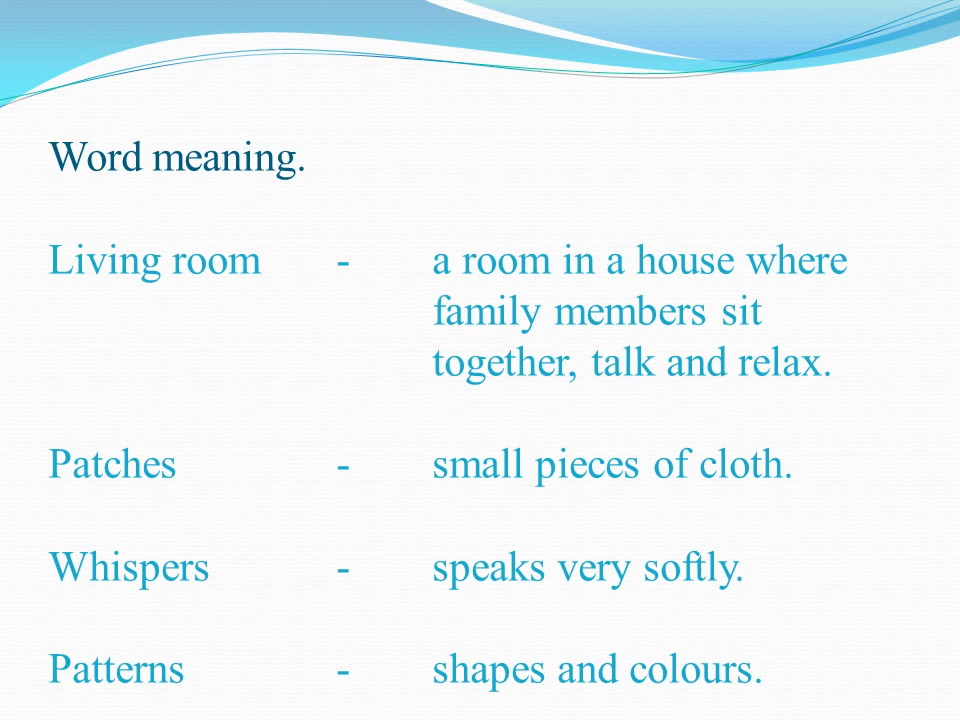 Word meaning.
Living room - a room in a house where
family members sit
together, talk and relax.
Patches - small pieces of cloth.
Whispers - speaks very softly.
Patterns - shapes and colours.